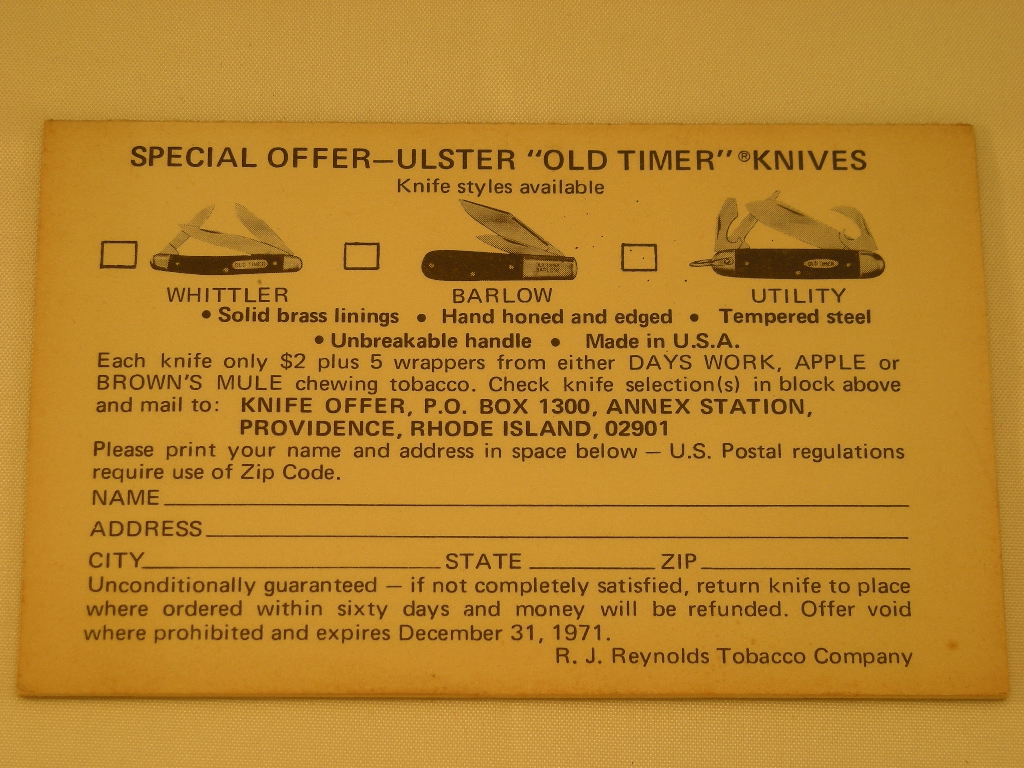 SPECIAL OFFER—ULSTER "OLD TIMER"® KNIVES
Knife styles available
OLD TIMER
BARLOW
OLD TIMER
WHITTLER BARLOW UTILITY
• Solid brass linings • Hand honed and edged • Tempered steel
• Unbreakable handle • Made in U.S.A.
Each knife only $2 plus 5 wrappers from either DAYS WORK, APPLE or
BROWN'S MULE chewing tobacco. Check knife selection(s) in block above
and mail to: KNIFE OFFER, P.O. BOX 1300, ANNEX STATION,
PROVIDENCE, RHODE ISLAND, 02901
Please print your name and address in space below — U.S. Postal regulations
require use of Zip Code.
NAME
ADDRESS
CITY STATE ZIP
Unconditionally guaranteed — if not completely satisfied, return knife to place
where ordered within sixty days and money will be refunded. Offer void
where prohibited and expires December 31, 1971.
R. J. Reynolds Tobacco Company